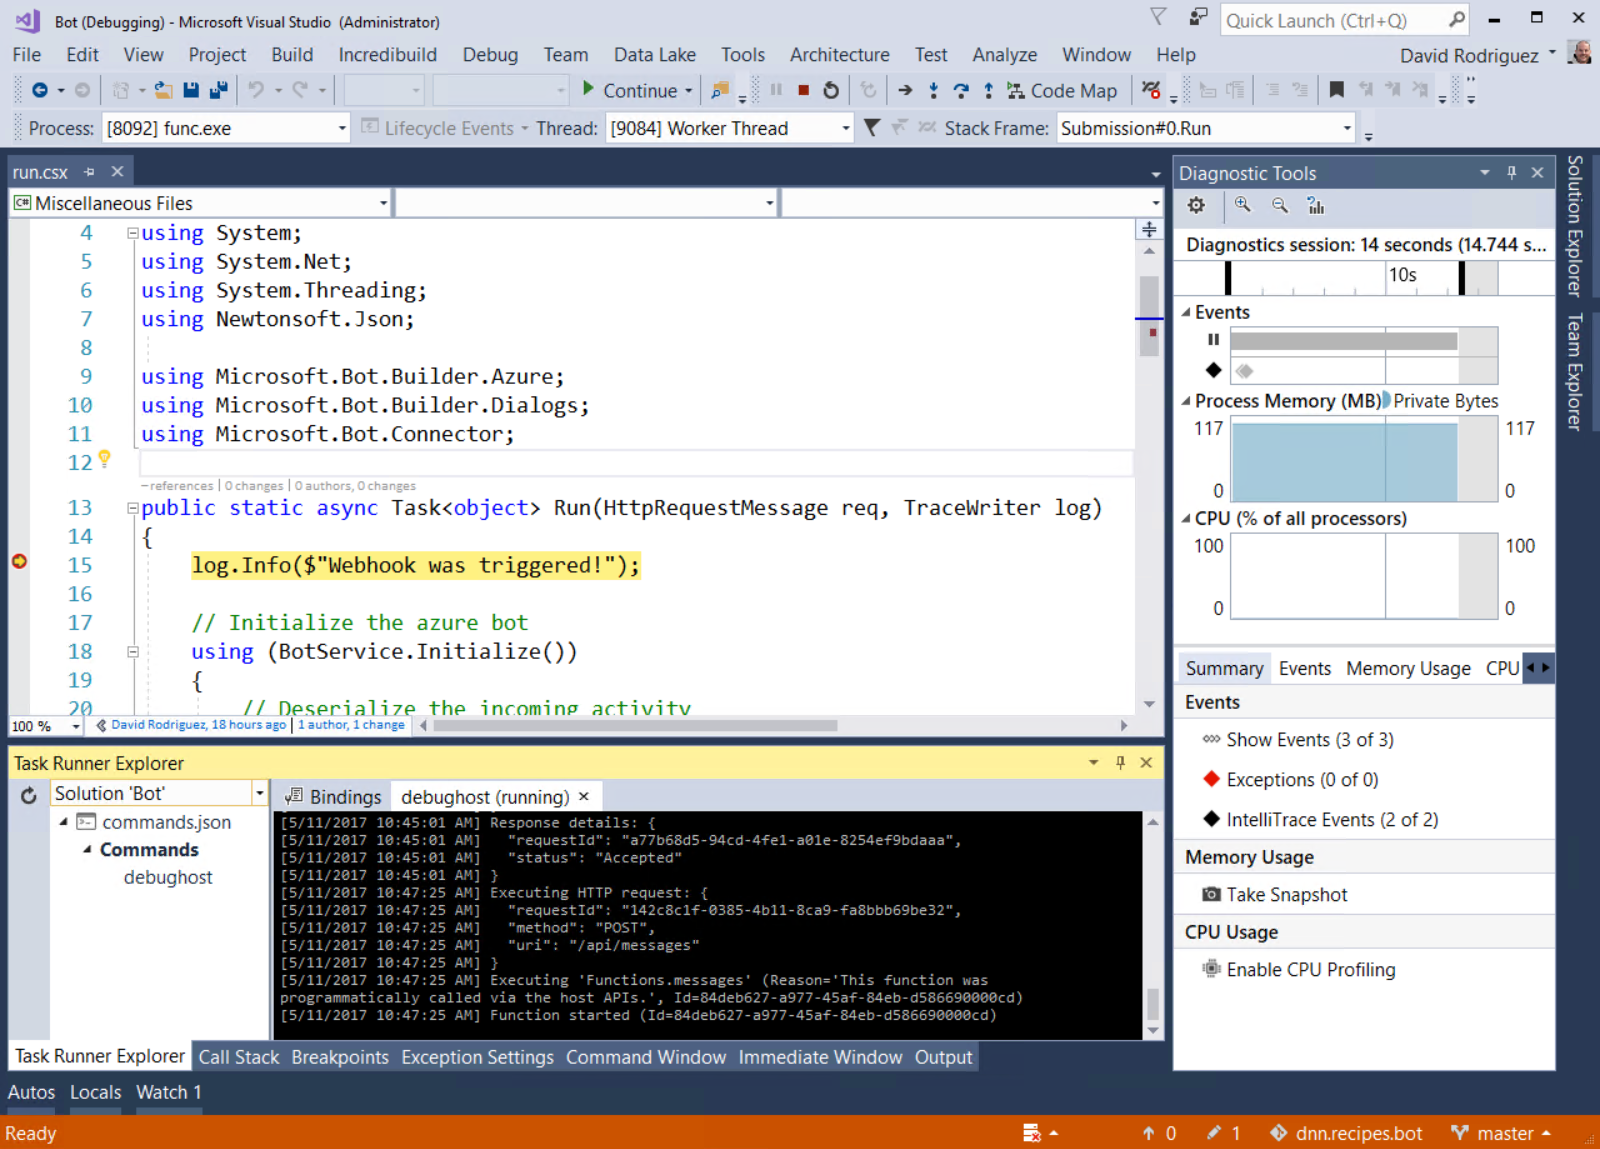 Bot (Debugging) - Microsoft Visual Studio (Administrator)
Quick Launch (Ctrl+Q)
File Edit View Project Build Incredibuild Debug Team Data Lake Tools Architecture Test Analyze Window Help David Rodriguez
Continue Code Map
Process: [8092] func.exe Lifecycle Events Thread: [9084] Worker Thread Stack Frame: Submission#0.Run
run.csx
C# Miscellaneous Files
4 using System;
5 using System.Net;
6 using System.Threading;
7 using Newtonsoft.Json;
8
9 using Microsoft.Bot.Builder.Azure;
10 using Microsoft.Bot.Builder.Dialogs;
11 using Microsoft.Bot.Connector;
12
–references | 0 changes | 0 authors, 0 changes
13 public static async Task<object> Run(HttpRequestMessage req, TraceWriter log)
14 {
15 log.Info($"Webhook was triggered!");
16
17 // Initialize the azure bot
18 using (BotService.Initialize())
19 {
20 // Deserialize the incoming activity
100 % David Rodriguez, 18 hours ago | 1 author, 1 change
Task Runner Explorer
Solution 'Bot'
commands.json
Commands
debughost
Bindings debughost (running)
[5/11/2017 10:45:01 AM] Response details: {
[5/11/2017 10:45:01 AM] "requestId": "a77b68d5-94cd-4fe1-a01e-8254ef9bdaaa",
[5/11/2017 10:45:01 AM] "status": "Accepted"
[5/11/2017 10:45:01 AM] }
[5/11/2017 10:47:25 AM] Executing HTTP request: {
[5/11/2017 10:47:25 AM] "requestId": "142c8c1f-0385-4b11-8ca9-fa8bbb69be32",
[5/11/2017 10:47:25 AM] "method": "POST",
[5/11/2017 10:47:25 AM] "uri": "/api/messages"
[5/11/2017 10:47:25 AM] }
[5/11/2017 10:47:25 AM] Executing 'Functions.messages' (Reason='This function was
programmatically called via the host APIs.', Id=84deb627-a977-45af-84eb-d586690000cd)
[5/11/2017 10:47:25 AM] Function started (Id=84deb627-a977-45af-84eb-d586690000cd)
Task Runner Explorer Call Stack Breakpoints Exception Settings Command Window Immediate Window Output
Autos Locals Watch 1
Diagnostic Tools
Diagnostics session: 14 seconds (14.744 s...
10s
Events
Process Memory (MB) Private Bytes
117 117
0 0
CPU (% of all processors)
100 100
0 0
Summary Events Memory Usage CPU
Events
Show Events (3 of 3)
Exceptions (0 of 0)
IntelliTrace Events (2 of 2)
Memory Usage
Take Snapshot
CPU Usage
Enable CPU Profiling
Solution Explorer
Team Explorer
Ready 0 1 dnn.recipes.bot master